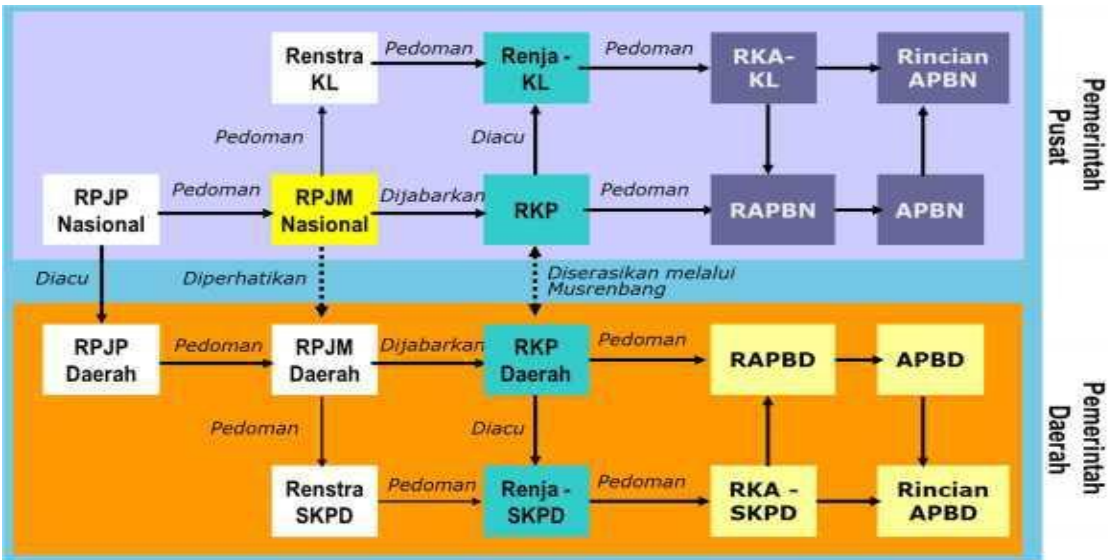 Renstra
KL
Pedoman
Renja -
KL
Pedoman
RKA-
KL
Rincian
APBN
Pedoman
Diacu
RPJP
Nasional
Pedoman
RPJM
Nasional
Dijabarkan
RKP
Pedoman
RAPBN
APBN
Pemerintah
Pusat
Diacu
Diperhatikan
Diserasikan melalui
Musrenbang
RPJP
Daerah
Pedoman
RPJM
Daerah
Dijabarkan
RKP
Daerah
Pedoman
RAPBD
APBD
Pedoman
Diacu
Renstra
SKPD
Pedoman
Renja -
SKPD
Pedoman
RKA -
SKPD
Rincian
APBD
Pemerintah
Daerah